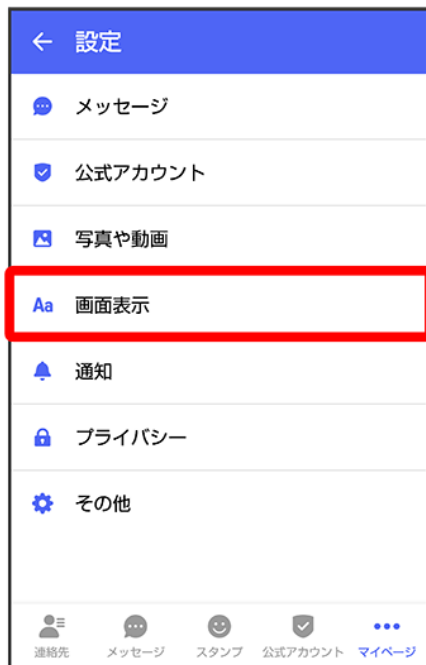 設定
メッセージ
公式アカウント
写真や動画
Aa 画面表示
通知
プライバシー
その他
連絡先 メッセージ スタンプ 公式アカウント マイページ